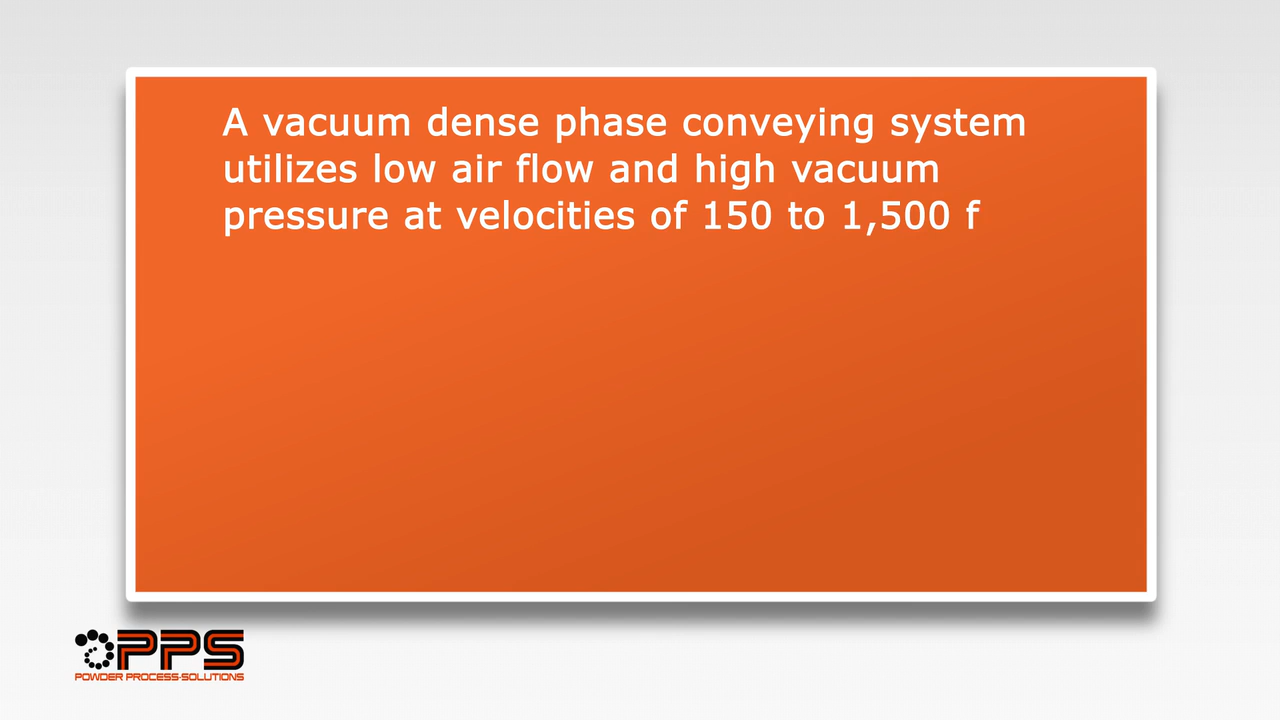 A vacuum dense phase conveying system
utilizes low air flow and high vacuum
pressure at velocities of 150 to 1,500 f
PPS
POWDER PROCESS-SOLUTIONS